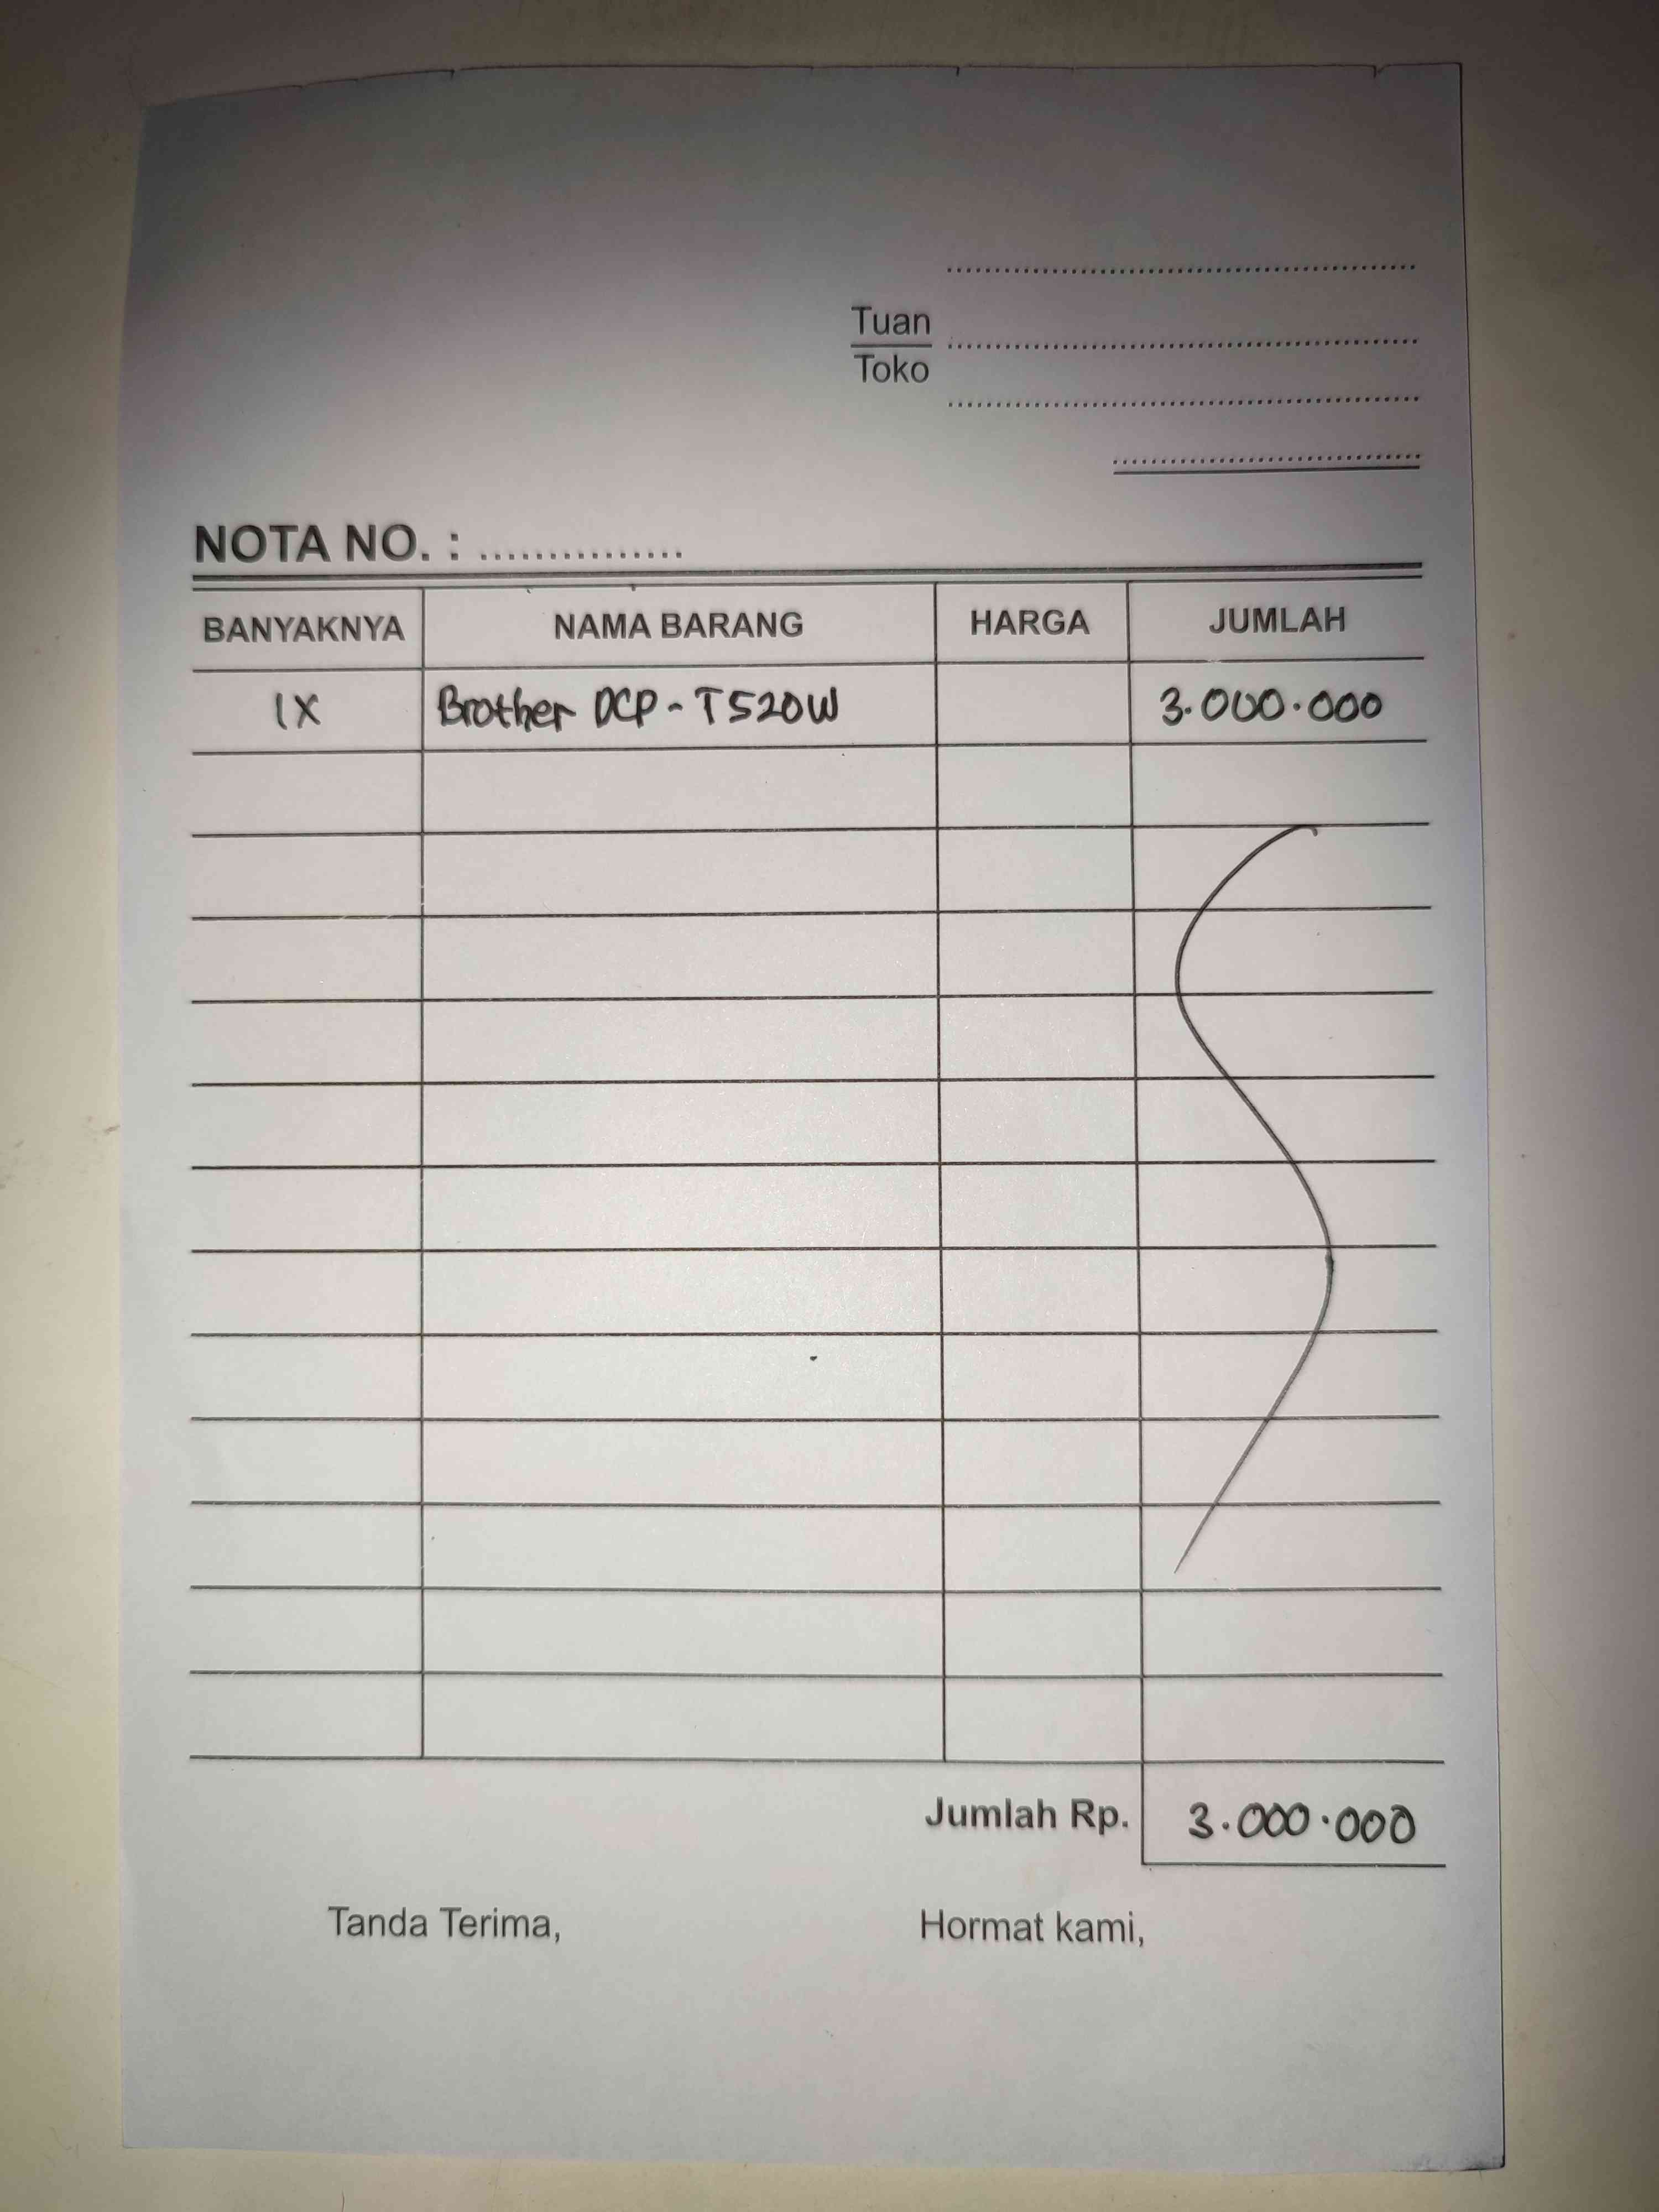 Tuan
Toko
NOTA NO. : ...............
BANYAKNYA NAMA BARANG HARGA JUMLAH
1X Brother DCP-T520W 3.000.000
Jumlah Rp. 3.000.000
Tanda Terima, Hormat kami,